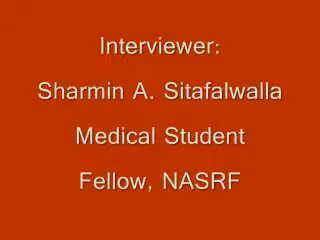 Interviewer:
Sharmin A. Sitafalwalla
Medical Student
Fellow, NASRF